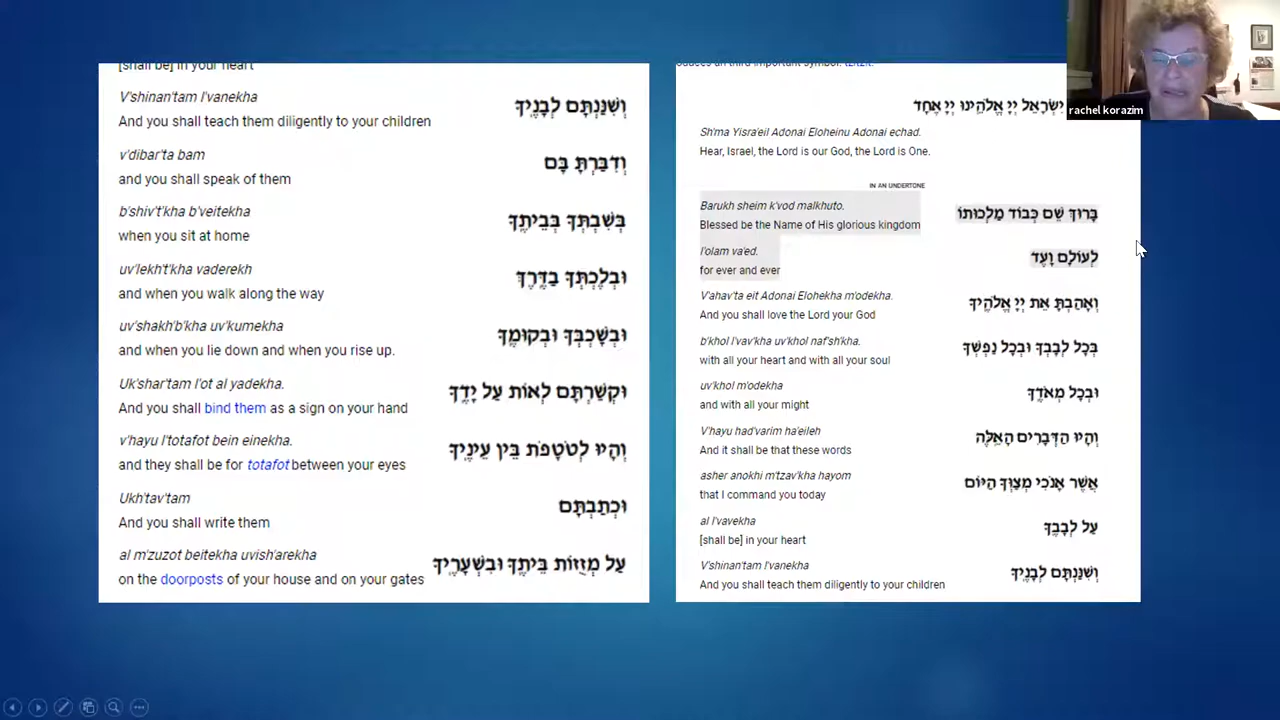 [shall be] in your heart
V'shinan'tam l'vanekha
And you shall teach them diligently to your children
וְשִׁנַּנְתָּם לְבָנֶֽיךָ
v'dibar'ta bam
and you shall speak of them
וְדִבַּרְתָּ בָּם
b'shiv't'kha b'veitekha
when you sit at home
בְּשִׁבְתְּךָ בְּבֵיתֶֽךָ
uv'lekht'kha vaderekh
and when you walk along the way
וּבְלֶכְתְּךָ בַדֶּֽרֶךְ
uv'shakh'b'kha uv'kumekha
and when you lie down and when you rise up.
וּבְשָׁכְבְּךָ וּבְקוּמֶֽךָ
Uk'shar'tam l'ot al yadekha.
And you shall bind them as a sign on your hand
וּקְשַׁרְתָּם לְאוֹת עַל יָדֶֽךָ
v'hayu l'totafot bein einekha.
and they shall be for totafot between your eyes
וְהָיוּ לְטֹטָפֹת בֵּין עֵינֶֽיךָ
Ukh'tav'tam
And you shall write them
וּכְתַבְתָּם
al m'zuzot beitekha uvish'arekha
on the doorposts of your house and on your gates
עַל מְזֻזוֹת בֵּיתֶֽךָ וּבִשְׁעָרֶֽיךָ
third important symbol:
יִשְׂרָאֵל יְיָ אֱלֹהֵֽינוּ יְיָ אֶחָד
Sh'ma Yisra'eil Adonai Eloheinu Adonai echad.
Hear, Israel, the Lord is our God, the Lord is One.
IN AN UNDERTONE
Barukh sheim k'vod malkhuto.
Blessed be the Name of His glorious kingdom
בָּרוּךְ שֵׁם כְּבוֹד מַלְכוּתוֹ
l'olam va'ed.
for ever and ever
לְעוֹלָם וָעֶד
V'ahav'ta eit Adonai Elohekha m'odekha.
And you shall love the Lord your God
וְאָהַבְתָּ אֵת יְיָ אֱלֹהֶֽיךָ
b'khol l'vav'kha uv'khol naf'sh'kha.
with all your heart and with all your soul
בְּכָל לְבָבְךָ וּבְכָל נַפְשְׁךָ
uv'khol m'odekha
and with all your might
וּבְכָל מְאֹדֶֽךָ
V'hayu had'varim ha'eileh
And it shall be that these words
וְהָיוּ הַדְּבָרִים הָאֵֽלֶּה
asher anokhi m'tzav'kha hayom
that I command you today
אֲשֶׁר אָנֹכִי מְצַוְּךָ הַיּוֹם
al l'vavekha
[shall be] in your heart
עַל לְבָבֶֽךָ
V'shinan'tam l'vanekha
And you shall teach them diligently to your children
וְשִׁנַּנְתָּם לְבָנֶֽיךָ
rachel korazim